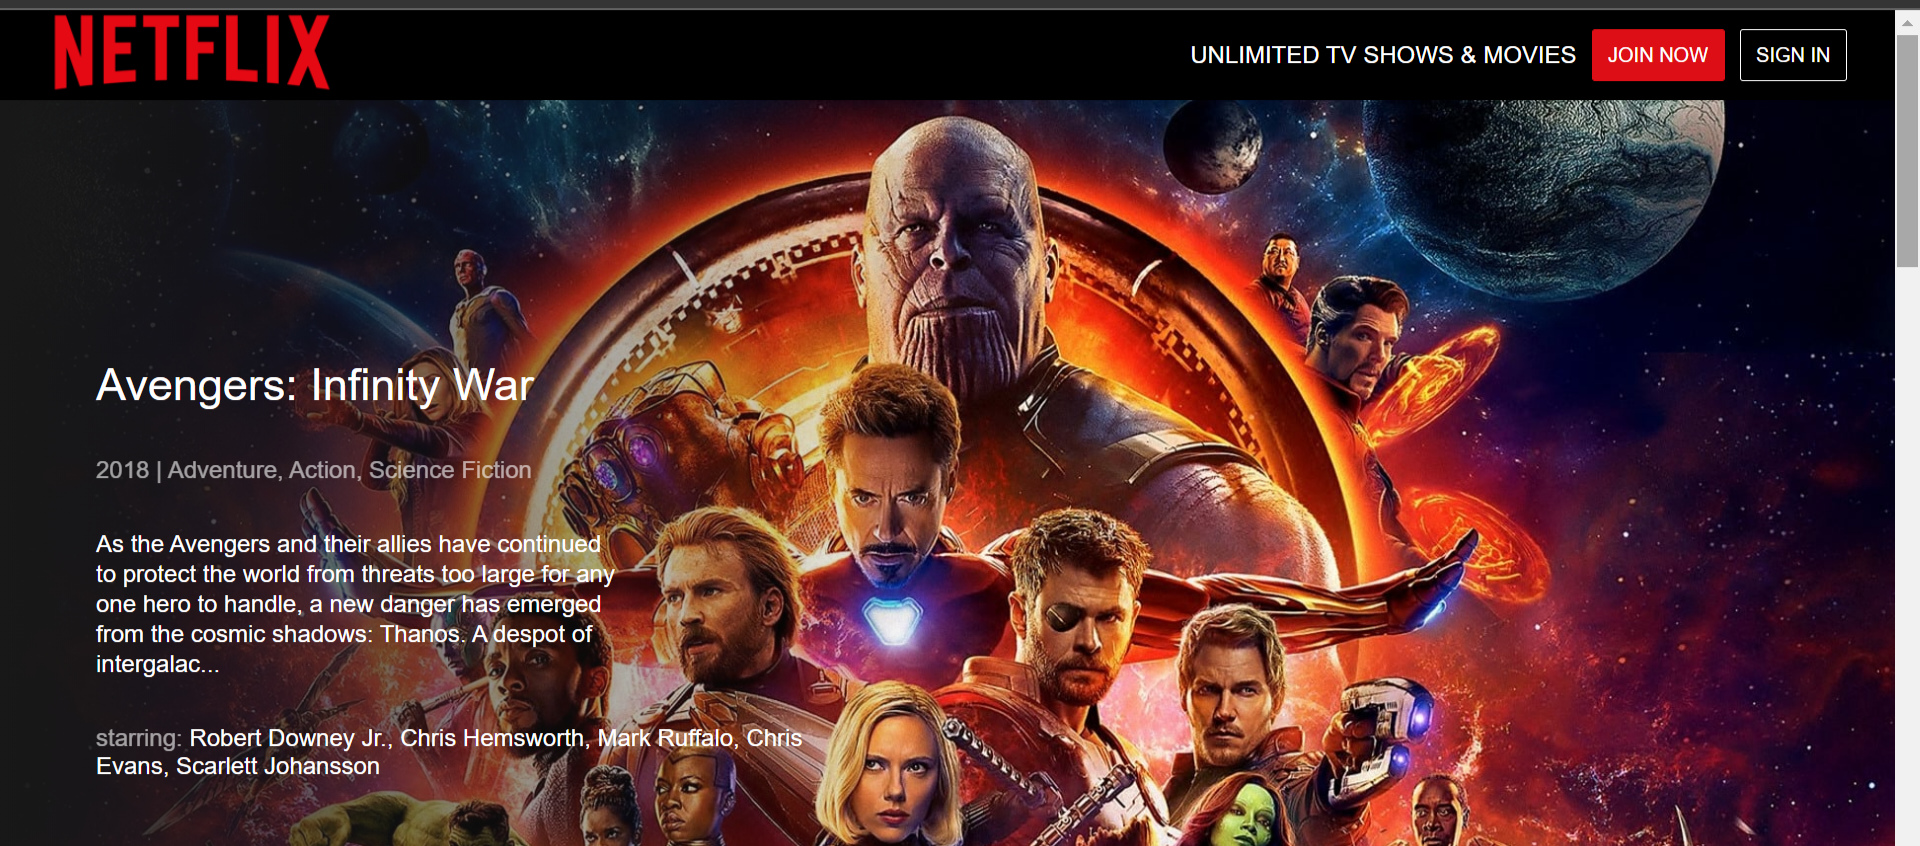 NETFLIX
UNLIMITED TV SHOWS & MOVIES
JOIN NOW
SIGN IN
Avengers: Infinity War
2018 | Adventure, Action, Science Fiction
As the Avengers and their allies have continued
to protect the world from threats too large for any
one hero to handle, a new danger has emerged
from the cosmic shadows: Thanos. A despot of
intergalac...
starring: Robert Downey Jr., Chris Hemsworth, Mark Ruffalo, Chris
Evans, Scarlett Johansson